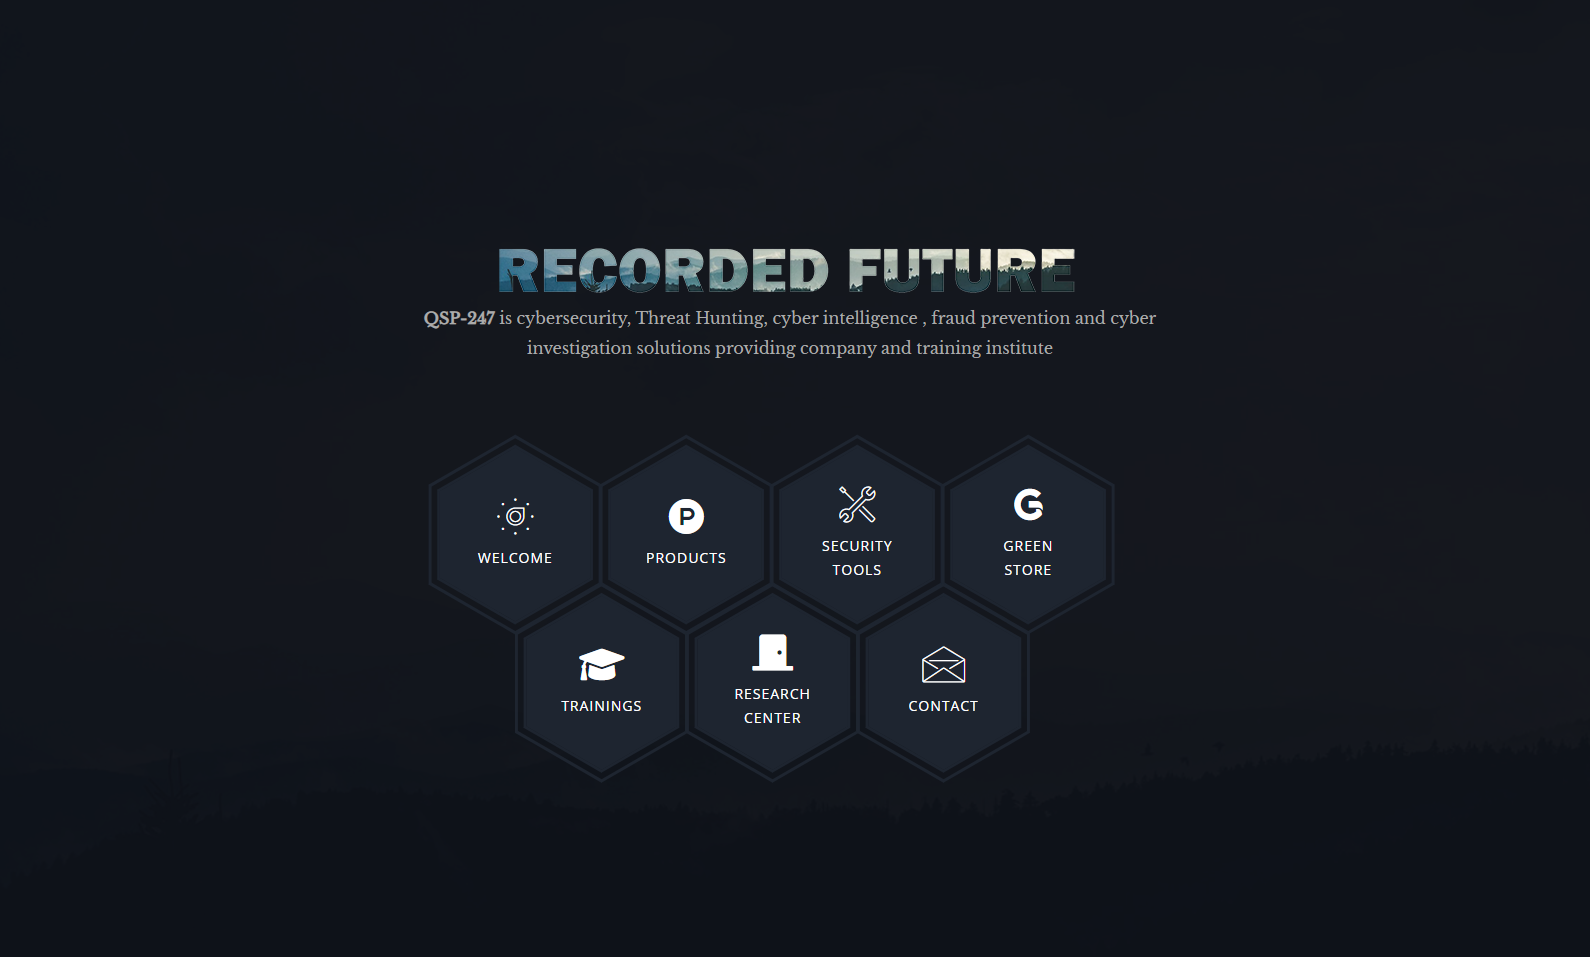 RECORDED FUTURE
QSP-247 is cybersecurity, Threat Hunting, cyber intelligence , fraud prevention and cyber
investigation solutions providing company and training institute
WELCOME
P
PRODUCTS
SECURITY
TOOLS
G
GREEN
STORE
TRAININGS
RESEARCH
CENTER
CONTACT